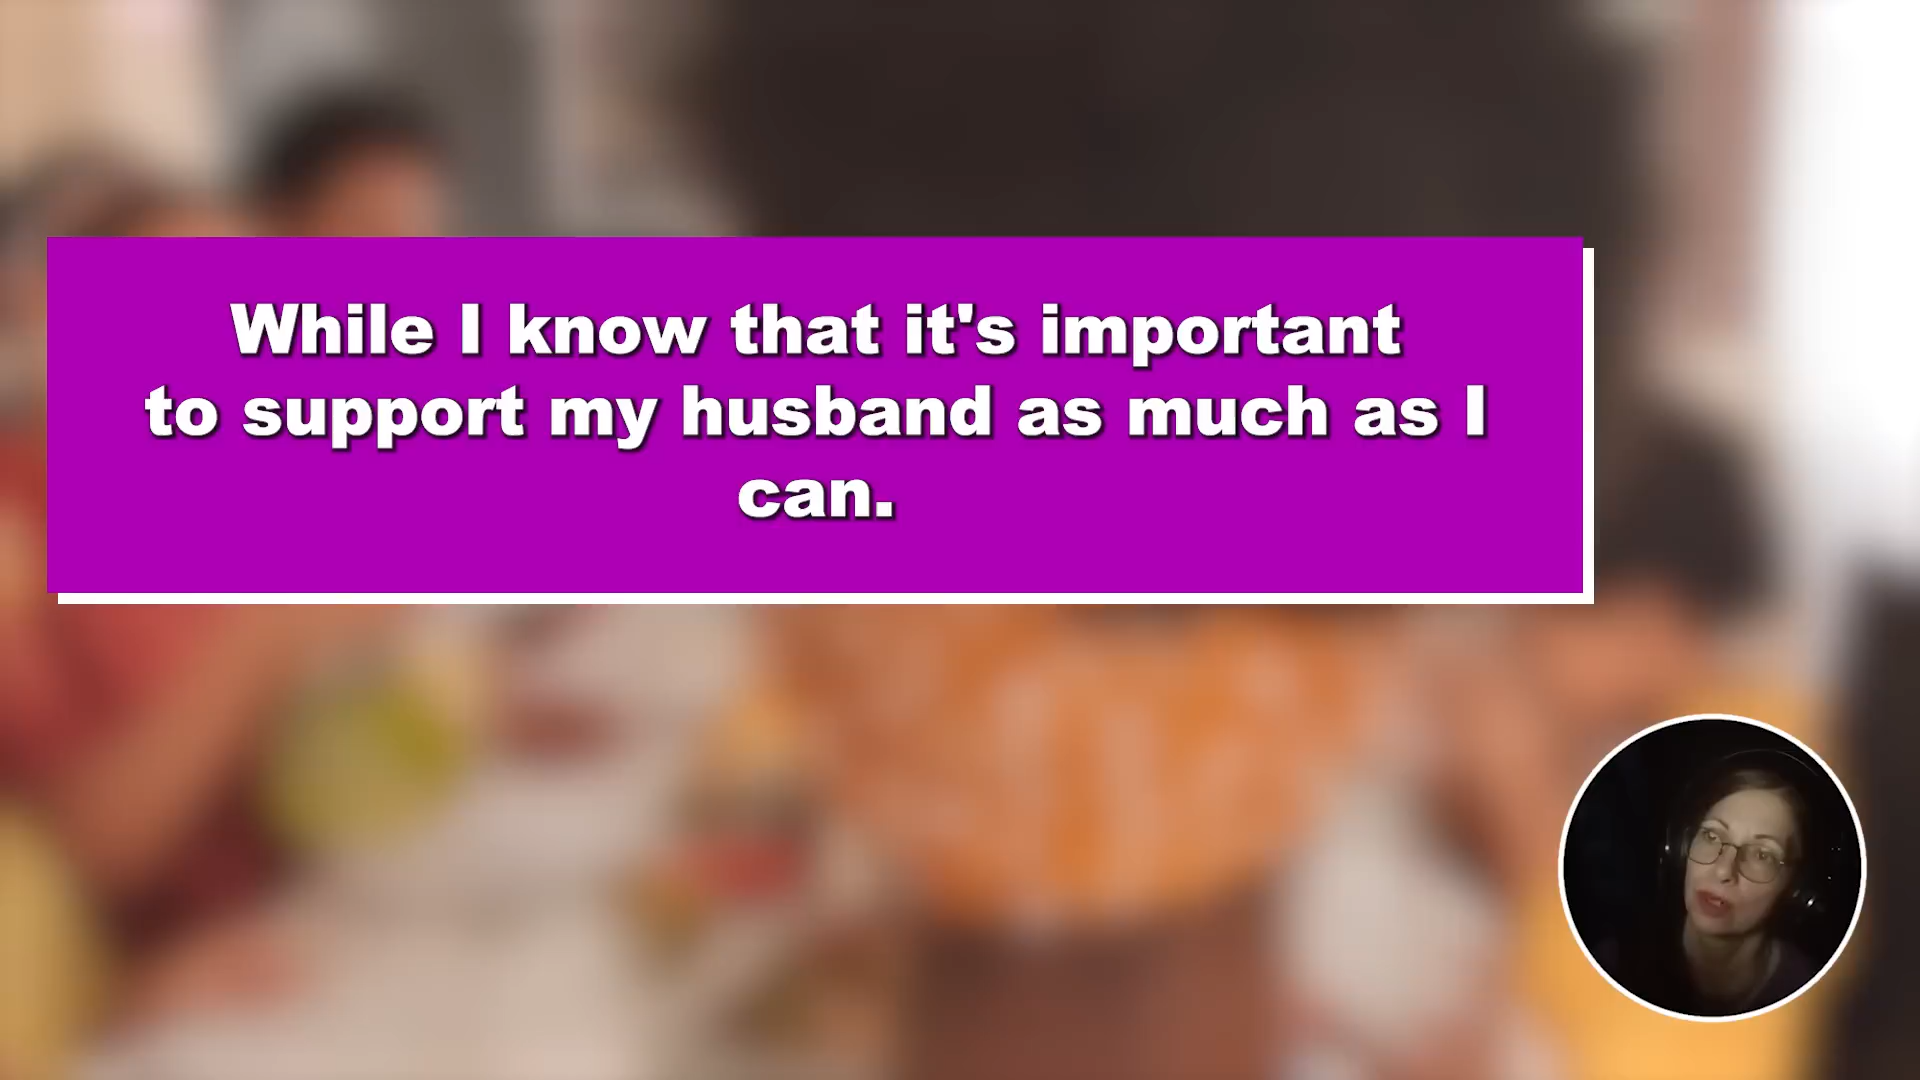 While I know that it's important
to support my husband as much as I
can.